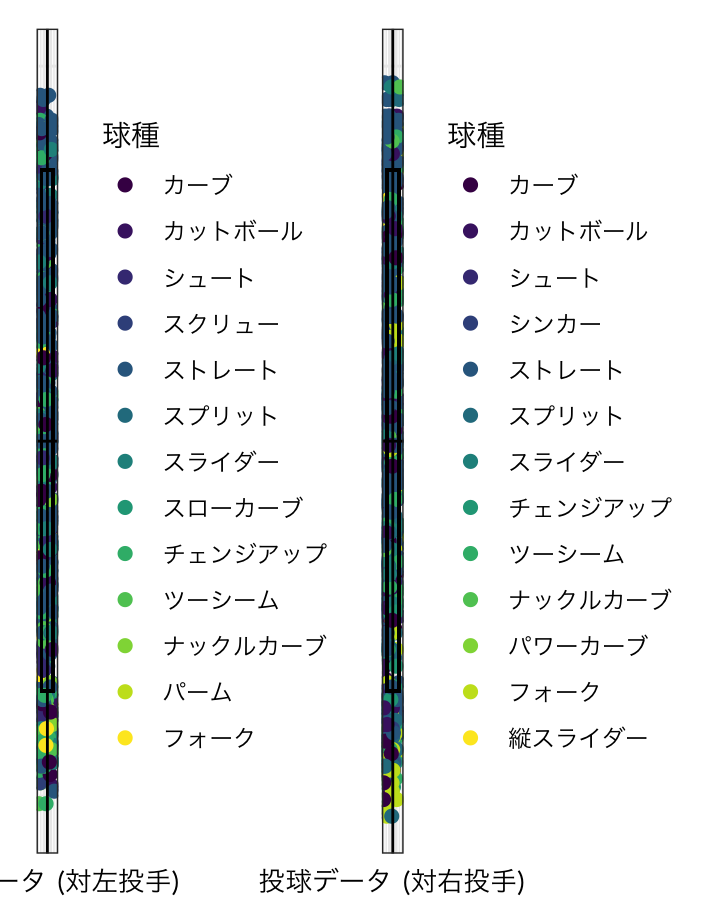 球種
カーブ
カットボール
シュート
スクリュー
ストレート
スプリット
スライダー
スローカーブ
チェンジアップ
ツーシーム
ナックルカーブ
パーム
フォーク
ータ (対左投手)
球種
カーブ
カットボール
シュート
シンカー
ストレート
スプリット
スライダー
チェンジアップ
ツーシーム
ナックルカーブ
パワーカーブ
フォーク
縦スライダー
投球データ (対右投手)